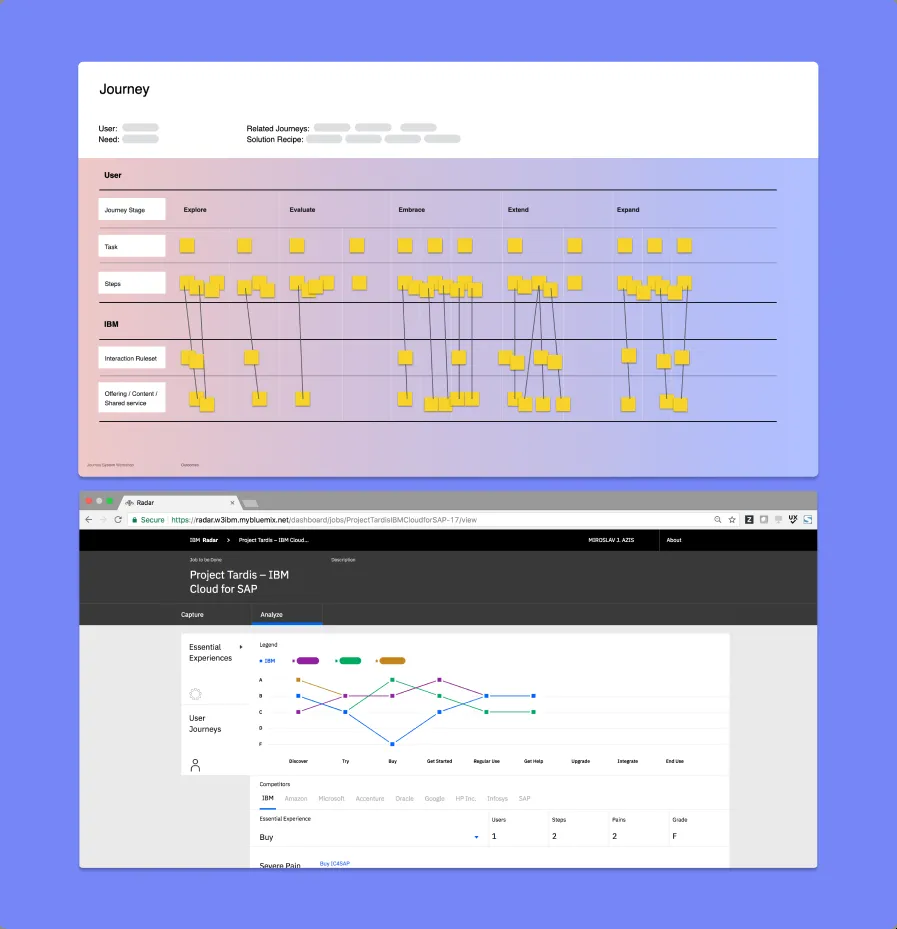 Journey
User:
Need:
Related Journeys:
Solution Recipe:
User
Journey Stage
Explore
Evaluate
Embrace
Extend
Expand
Task
Steps
IBM
Interaction Ruleset
Offering / Content /
Shared service
Radar
Secure
https://radar.w3ibm.mybluemix.net/dashboard/jobs/ProjectTardisIBMCloudforSAP-17/view
Z
UX
IBM Radar
Project Tardis – IBM Cloud...
MIROSLAV J. AZIS
About
Job to be Done
Description
Project Tardis – IBM
Cloud for SAP
Capture
Analyze
Essential
Experiences
User
Journeys
Legend
IBM
A
B
C
D
F
Discover
Try
Buy
Get Started
Regular Use
Get Help
Upgrade
Integrate
End Use
Competitors
IBM
Amazon
Microsoft
Accenture
Oracle
Google
HP Inc.
Infosys
SAP
Essential Experience
Users
Steps
Pains
Grade
Buy
1
2
2
F
Severe Pain
Buy IC4SAP